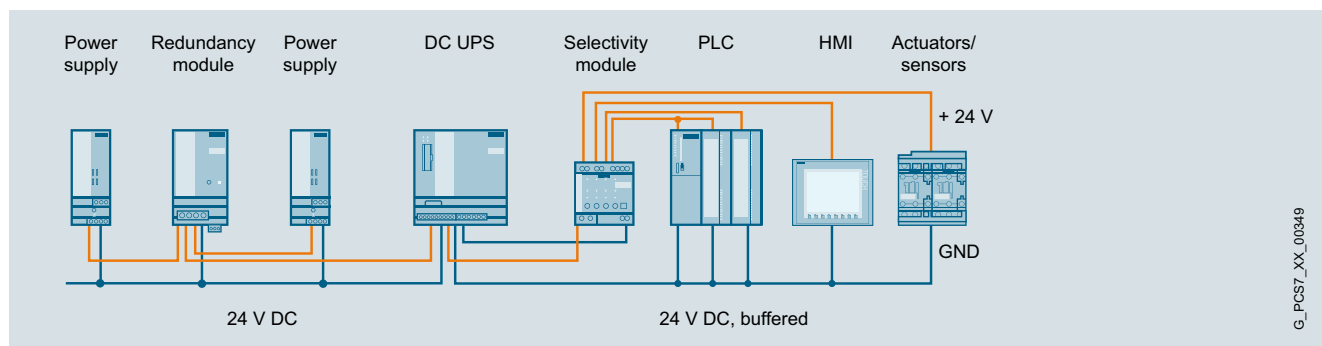 Power
supply
Redundancy
module
Power
supply
DC UPS
Selectivity
module
PLC
HMI
Actuators/
sensors
+ 24 V
GND
24 V DC
24 V DC, buffered
G_PCS7_XX_00349